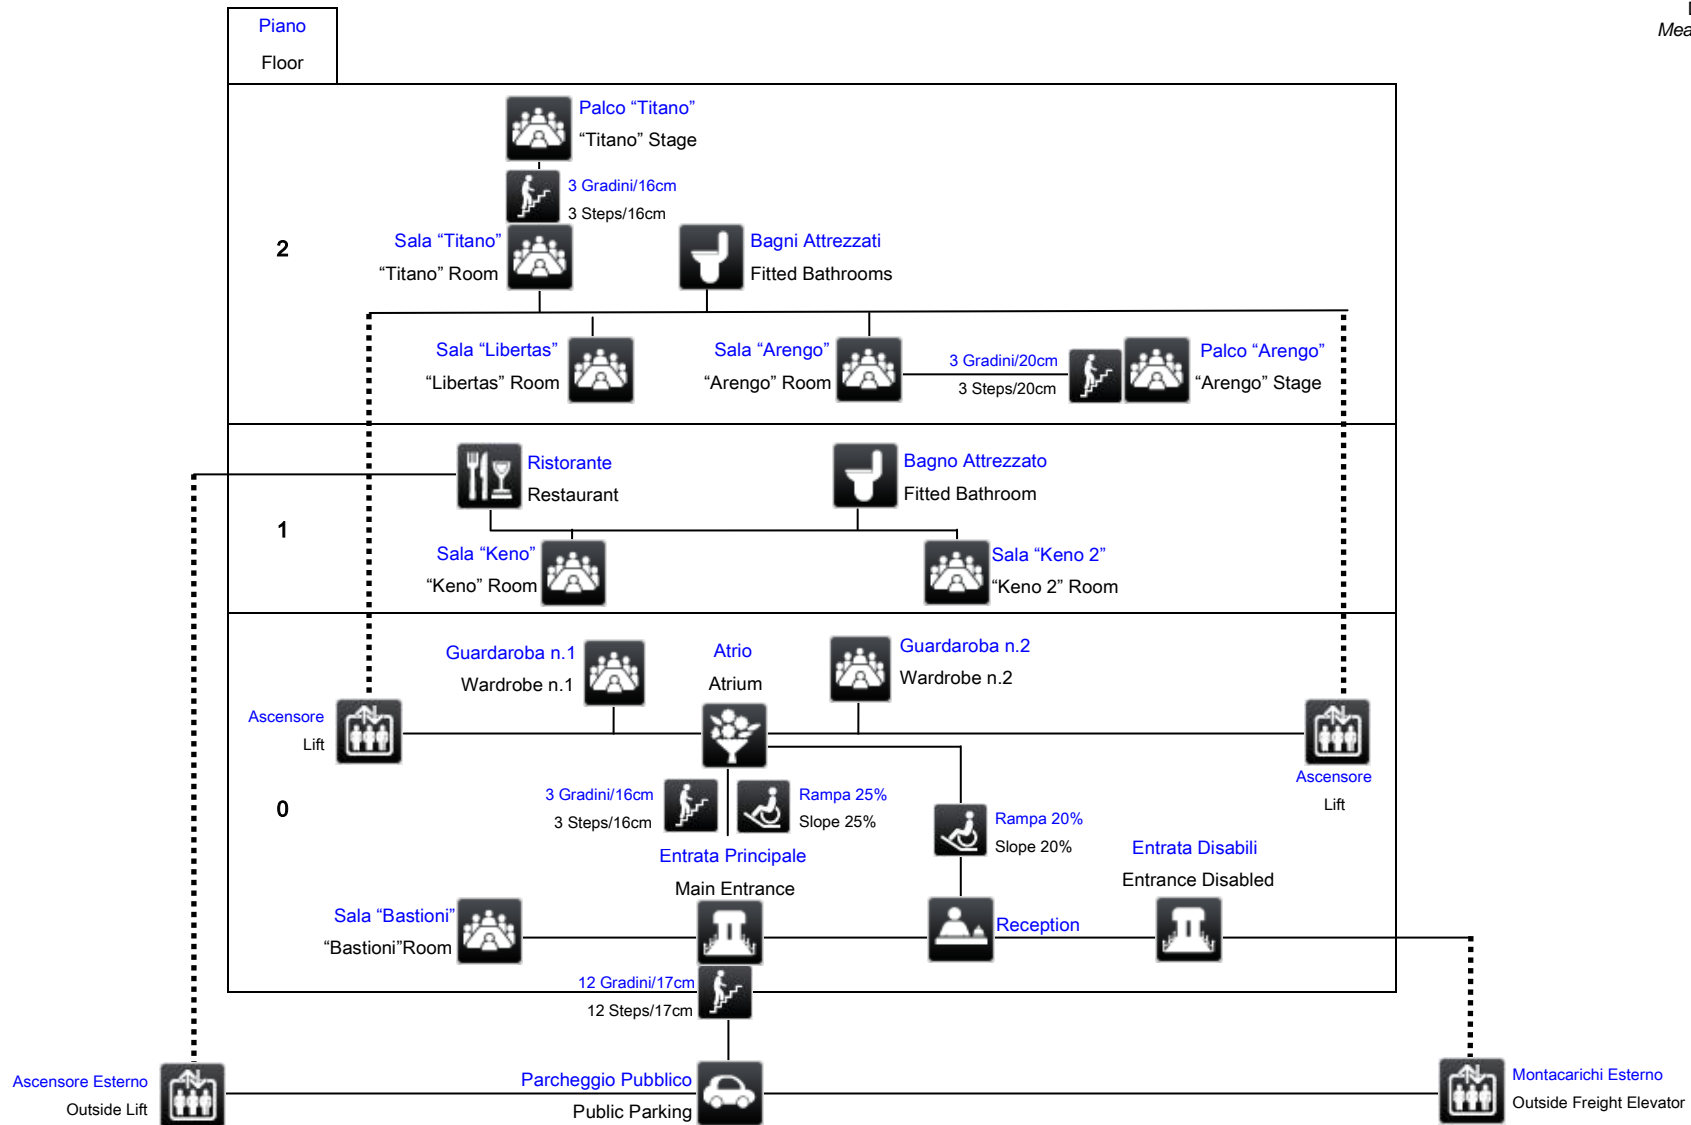 Piano
Floor
Mea
2
Palco “Titano”
“Titano” Stage
3 Gradini/16cm
3 Steps/16cm
Sala “Titano”
“Titano” Room
Bagni Attrezzati
Fitted Bathrooms
Sala “Libertas”
“Libertas” Room
Sala “Arengo”
“Arengo” Room
3 Gradini/20cm
3 Steps/20cm
Palco “Arengo”
“Arengo” Stage
1
Ristorante
Restaurant
Bagno Attrezzato
Fitted Bathroom
Sala “Keno”
“Keno” Room
Sala “Keno 2”
“Keno 2” Room
0
Guardaroba n.1
Wardrobe n.1
Atrio
Atrium
Guardaroba n.2
Wardrobe n.2
Ascensore
Lift
Ascensore
Lift
3 Gradini/16cm
3 Steps/16cm
Rampa 25%
Slope 25%
Rampa 20%
Slope 20%
Entrata Principale
Main Entrance
Entrata Disabili
Entrance Disabled
Sala “Bastioni”
“Bastioni”Room
Reception
12 Gradini/17cm
12 Steps/17cm
Ascensore Esterno
Outside Lift
Parcheggio Pubblico
Public Parking
Montacarichi Esterno
Outside Freight Elevator